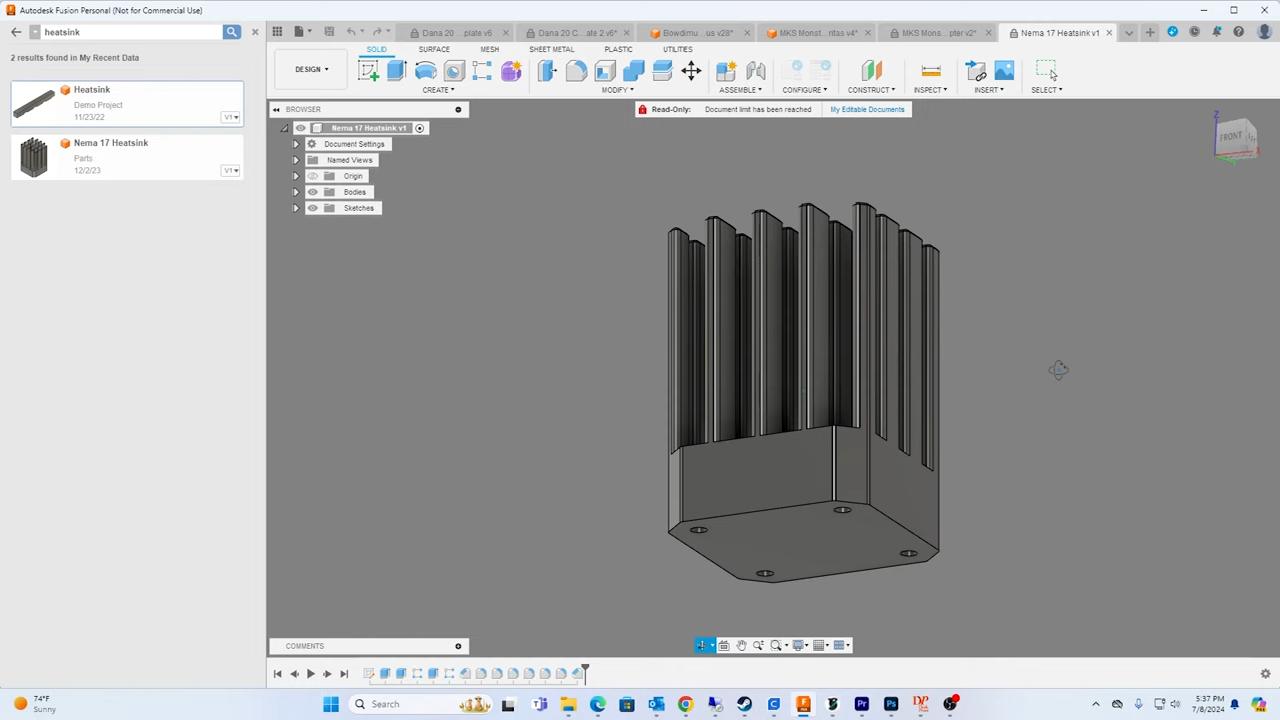 Autodesk Fusion Personal (Not for Commercial Use)
heatsink
2 results found in My Recent Data
Heatsink
Demo Project
11/23/22
V1
Nema 17 Heatsink
Parts
12/2/23
V1
Dana 20 ...plate v6
Dana 20 C...ate 2 v6*
Bowdimu...us v28*
MKS Monst...ritas v4*
MKS Mons...pter v2*
Nema 17 Heatsink v1
SOLID
SURFACE
MESH
SHEET METAL
PLASTIC
UTILITIES
DESIGN
CREATE
MODIFY
ASSEMBLE
CONFIGURE
CONSTRUCT
INSPECT
INSERT
SELECT
BROWSER
Read-Only: Document limit has been reached My Editable Documents
Nema 17 Heatsink v1
Document Settings
Named Views
Origin
Bodies
Sketches
Z
FRONT
X
COMMENTS
74°F
Sunny
Search
5:37 PM
7/8/2024